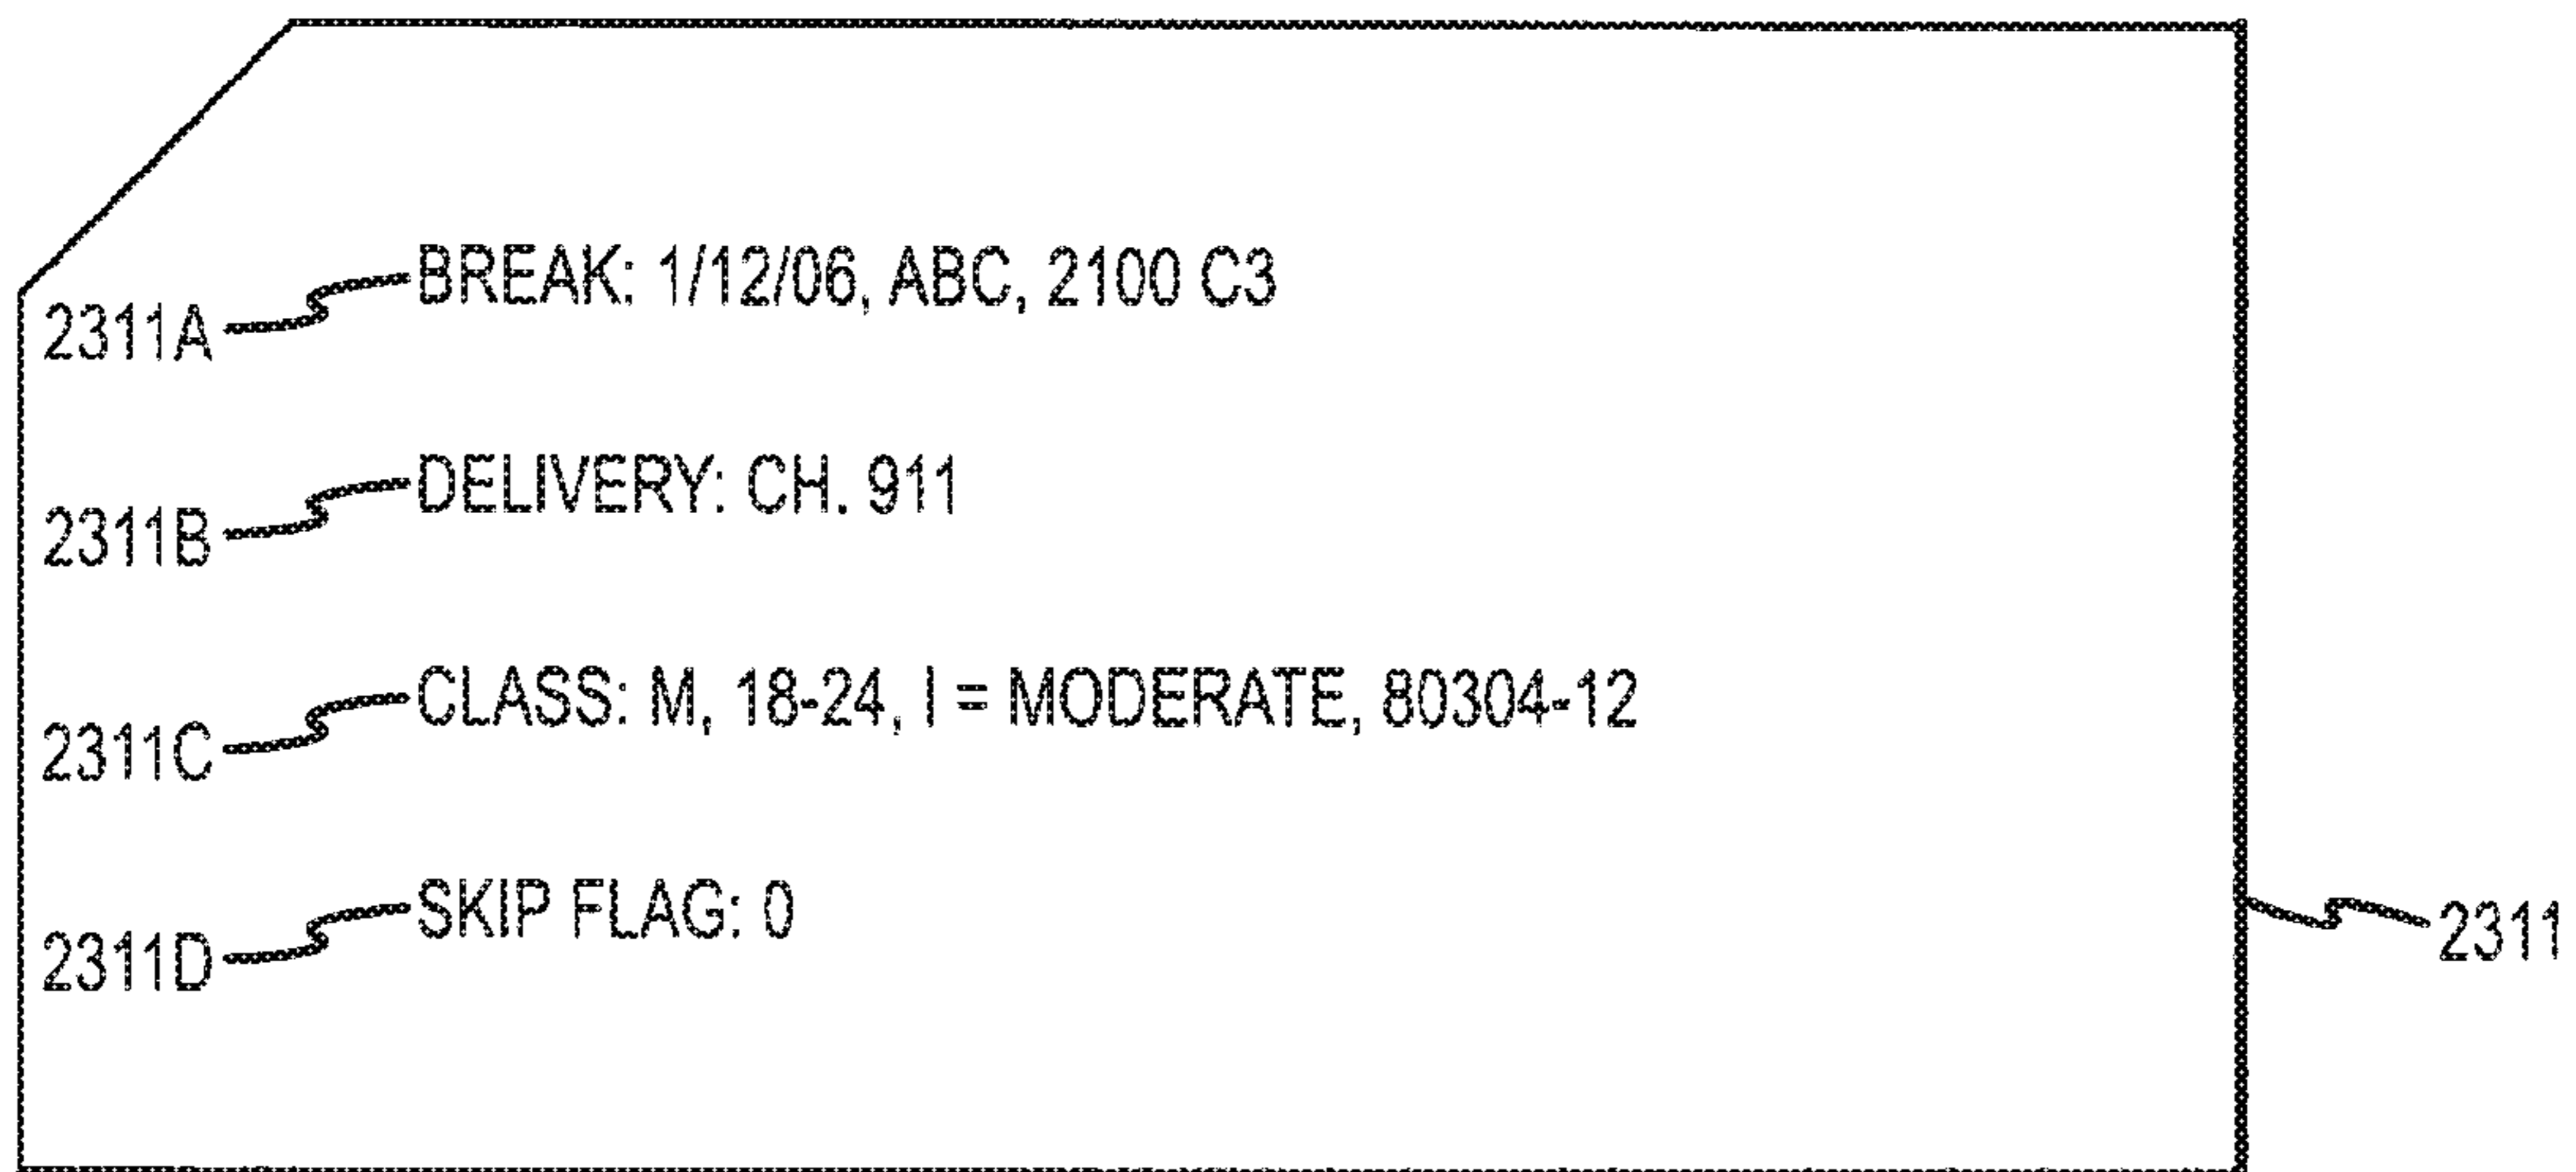 BREAK: 1/12/06, ABC, 2100 C3
2311A
DELIVERY: CH. 911
2311B
CLASS: M, 18-24, I = MODERATE, 80304-12
2311C
SKIP FLAG: 0
2311D
2311